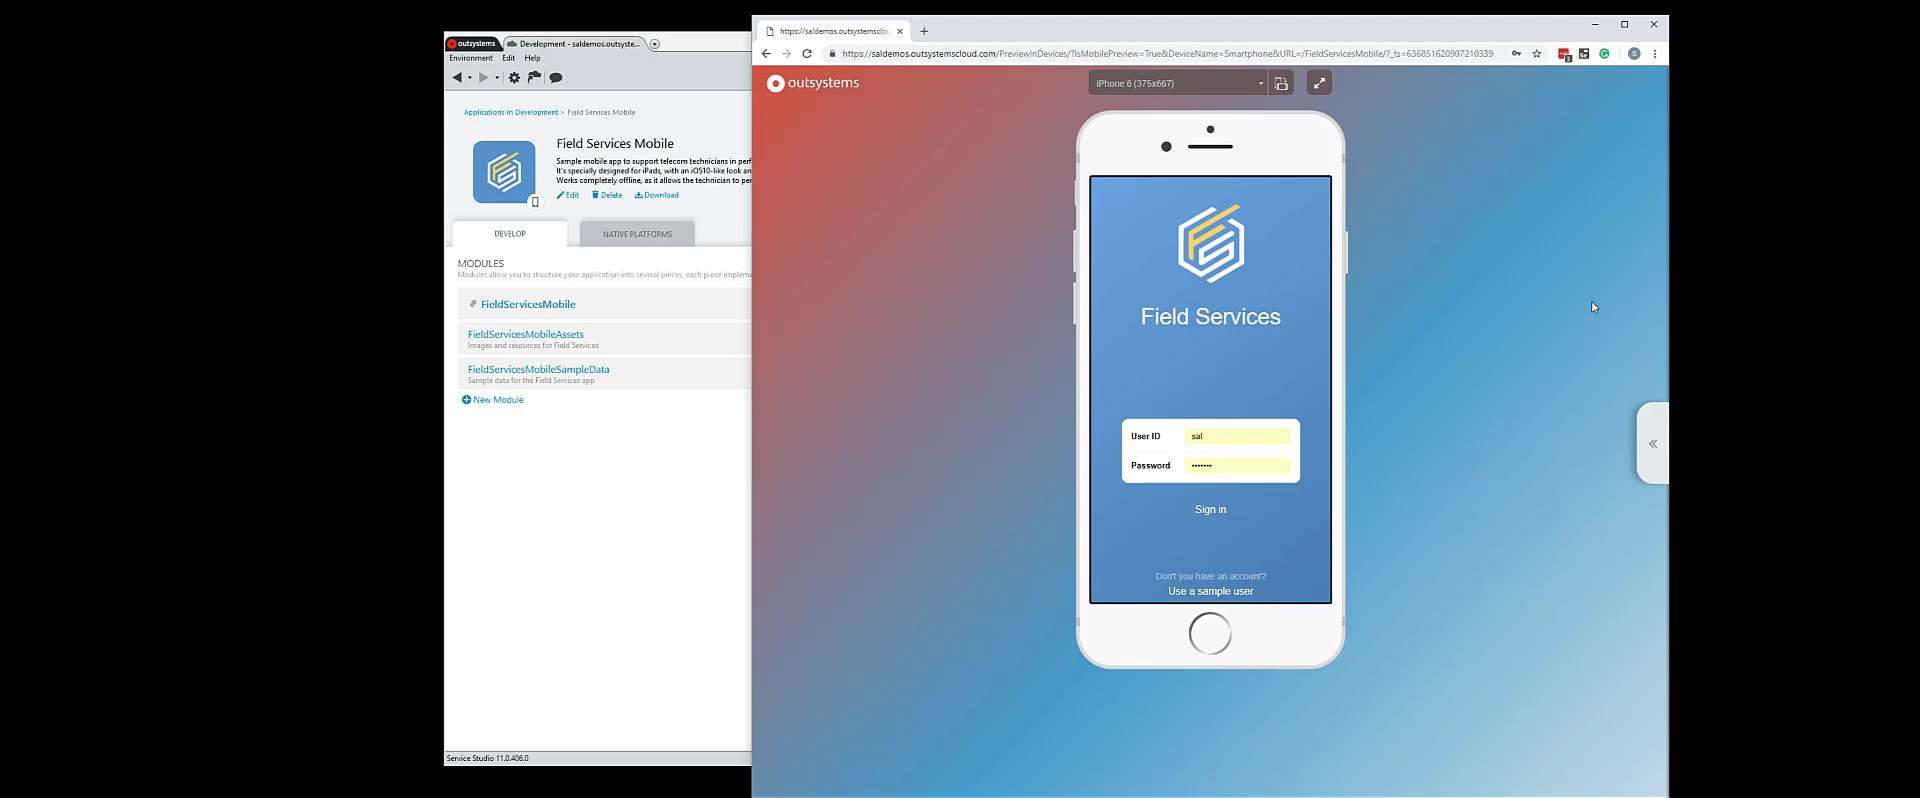 outsystems
Development - saldemos.outsyste...
Environment Edit Help
Applications in Development > Field Services Mobile
Field Services Mobile
Sample mobile app to support telecom technicians in perf
It's specially designed for iPads, with an iOS10-like look an
Works completely offline, as it allows the technician to per
Edit Delete Download
DEVELOP
NATIVE PLATFORMS
MODULES
Modules allow you to structure your application into several pieces, each piece impleme
FieldServicesMobile
FieldServicesMobileAssets
Images and resources for Field Services
FieldServicesMobileSampleData
Sample data for the Field Services app
New Module
Service Studio 11.0.406.0
https://saldemos.outsystemsclou
https://saldemos.outsystemscloud.com/PreviewInDevices/?IsMobilePreview=True&DeviceName=Smartphone&URL=/FieldServicesMobile/?_ts=636851620907210339
S
outsystems
iPhone 6 (375x667)
Field Services
User ID sal
Password •••••••
Sign in
Don't you have an account?
Use a sample user